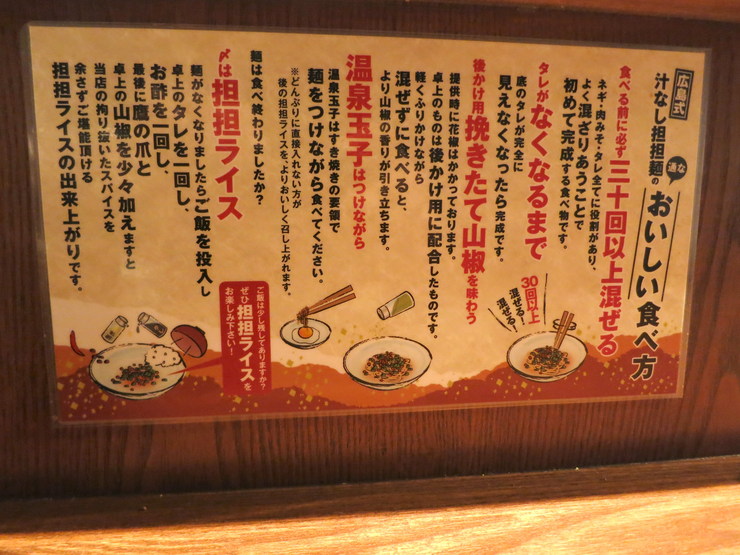 広島式
汁なし担担麺の
通な
おいしい食べ方
食べる前に必ず三十回以上混ぜる
ネギ・肉みそ・タレ全てに役割があり、
よく混ざりあうことで
初めて完成する食べ物です。
タレがなくなるまで
底のタレが完全に
見えなくなったら完成です。
30回以上
混ぜる!
混ぜる!
後かけ用挽きたて山椒を味わう
提供時に花椒はかかっております。
卓上のものは後かけ用に配合したものです。
軽くふりかけながら
混ぜずに食べると、
より山椒の香りが引き立ちます。
温泉玉子はつけながら
温泉玉子はすき焼きの要領で
麺をつけながら食べてください。
※どんぶりに直接入れない方が
後の担担ライスを、よりおいしく召し上がれます。
麺は食べ終わりましたか?
〆は担担ライス
麺がなくなりましたらご飯を投入し
卓上のタレを一回し、
お酢を一回し、
最後に鷹の爪と
卓上の山椒を少々加えますと
当店の拘り抜いたスパイスを
余さずご堪能頂ける
担担ライスの出来上がりです。
ご飯は少し残してありますか?
ぜひ担担ライスを
お楽しみ下さい!